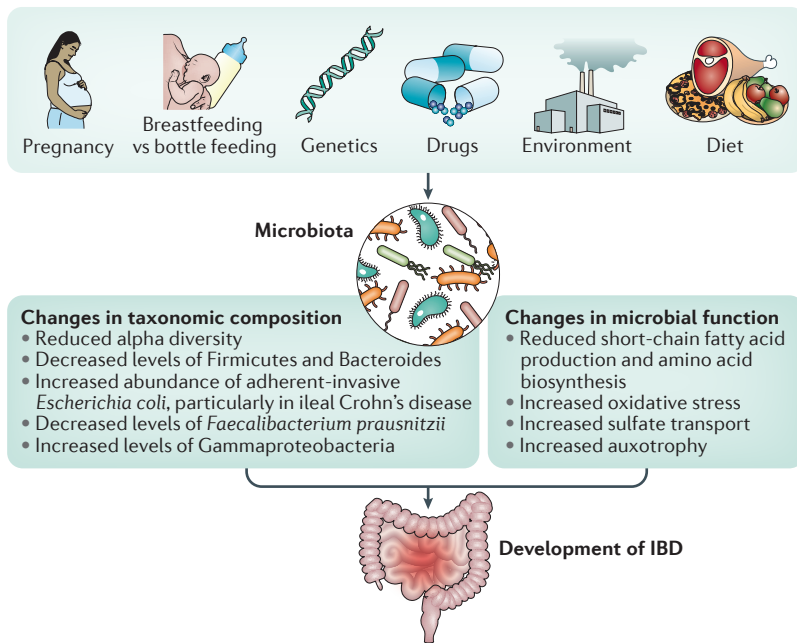 Pregnancy
Breastfeeding
vs bottle feeding
Genetics
Drugs
Environment
Diet
Microbiota
Changes in taxonomic composition
• Reduced alpha diversity
• Decreased levels of Firmicutes and Bacteroides
• Increased abundance of adherent-invasive
Escherichia coli, particularly in ileal Crohn's disease
• Decreased levels of Faecalibacterium prausnitzii
• Increased levels of Gammaproteobacteria
Changes in microbial function
• Reduced short-chain fatty acid
production and amino acid
biosynthesis
• Increased oxidative stress
• Increased sulfate transport
• Increased auxotrophy
Development of IBD